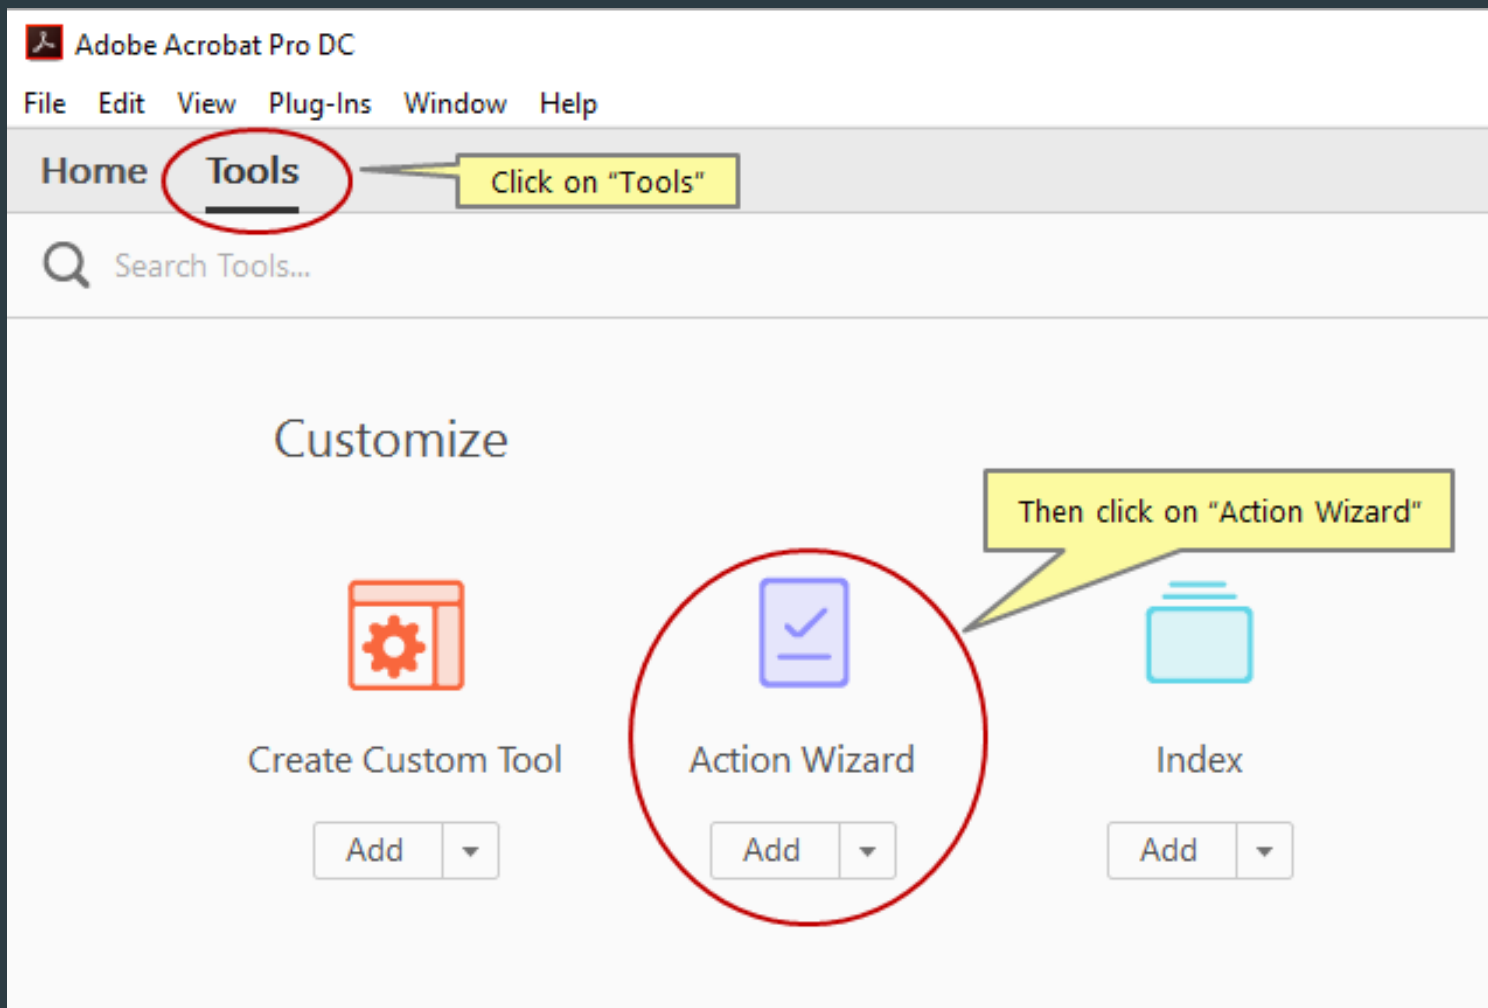 Adobe Acrobat Pro DC
File Edit View Plug-Ins Window Help
Home Tools
Click on "Tools"
Search Tools...
Customize
Then click on "Action Wizard"
Create Custom Tool Action Wizard Index
Add Add Add